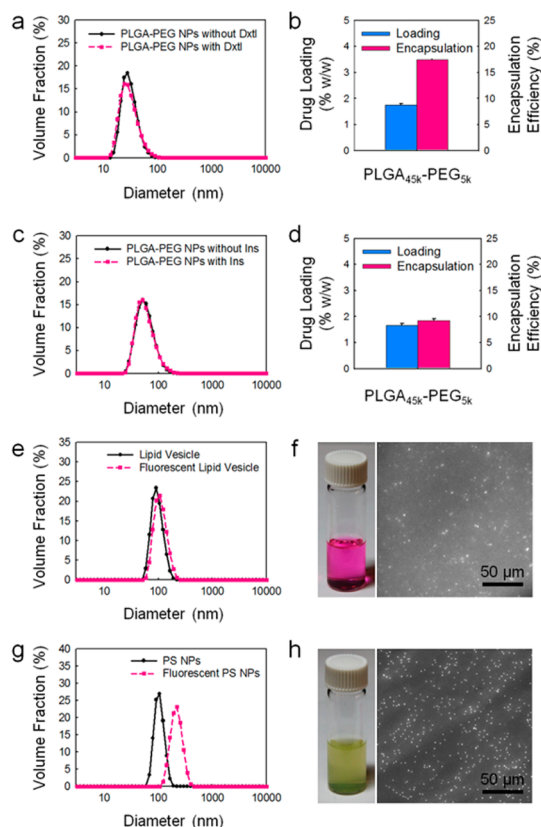 a
PLGA-PEG NPs without Dxtl
PLGA-PEG NPs with Dxtl
Volume Fraction (%)
30
25
20
15
10
5
0
10
100
1000
10000
Diameter (nm)
b
Loading
Encapsulation
Drug Loading
(% w/w)
5
4
3
2
1
0
25
20
15
10
5
0
Encapsulation
Efficiency (%)
PLGA45k-PEG5k
c
PLGA-PEG NPs without Ins
PLGA-PEG NPs with Ins
Volume Fraction (%)
30
25
20
15
10
5
0
10
100
1000
10000
Diameter (nm)
d
Loading
Encapsulation
Drug Loading
(% w/w)
5
4
3
2
1
0
25
20
15
10
5
0
Encapsulation
Efficiency (%)
PLGA45k-PEG5k
e
Lipid Vesicle
Fluorescent Lipid Vesicle
Volume Fraction (%)
35
30
25
20
15
10
5
0
10
100
1000
10000
Diameter (nm)
f
50 µm
g
PS NPs
Fluorescent PS NPs
Volume Fraction (%)
40
35
30
25
20
15
10
5
0
10
100
1000
10000
Diameter (nm)
h
50 µm